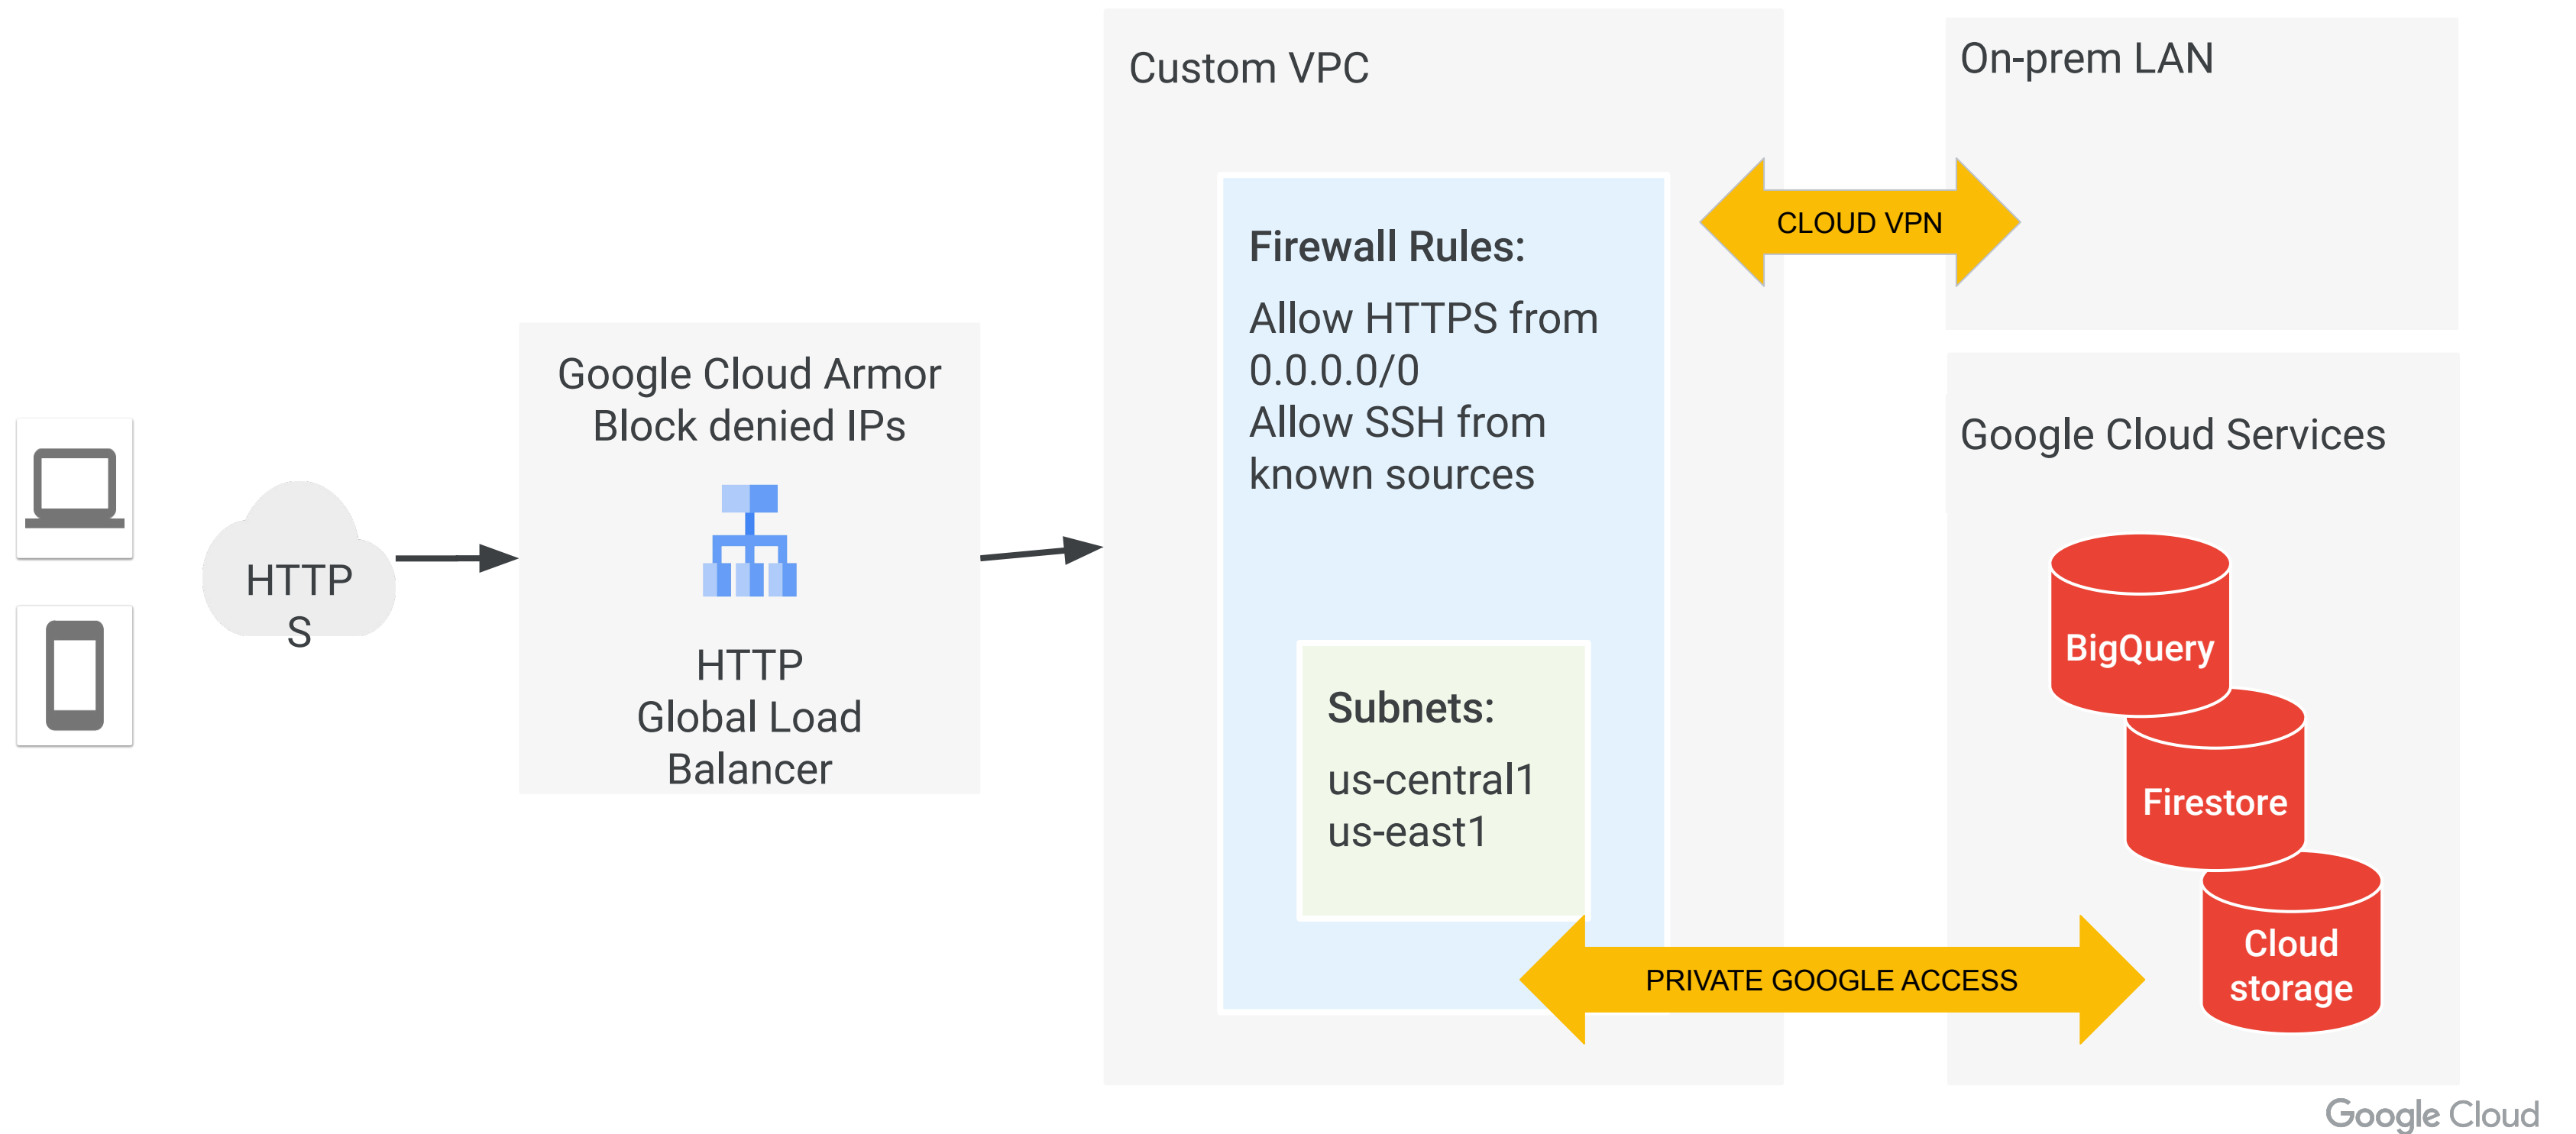 HTTP
S
Google Cloud Armor
Block denied IPs
HTTP
Global Load
Balancer
Custom VPC
Firewall Rules:
Allow HTTPS from
0.0.0.0/0
Allow SSH from
known sources
Subnets:
us-central1
us-east1
CLOUD VPN
PRIVATE GOOGLE ACCESS
On-prem LAN
Google Cloud Services
BigQuery
Firestore
Cloud
storage
Google Cloud